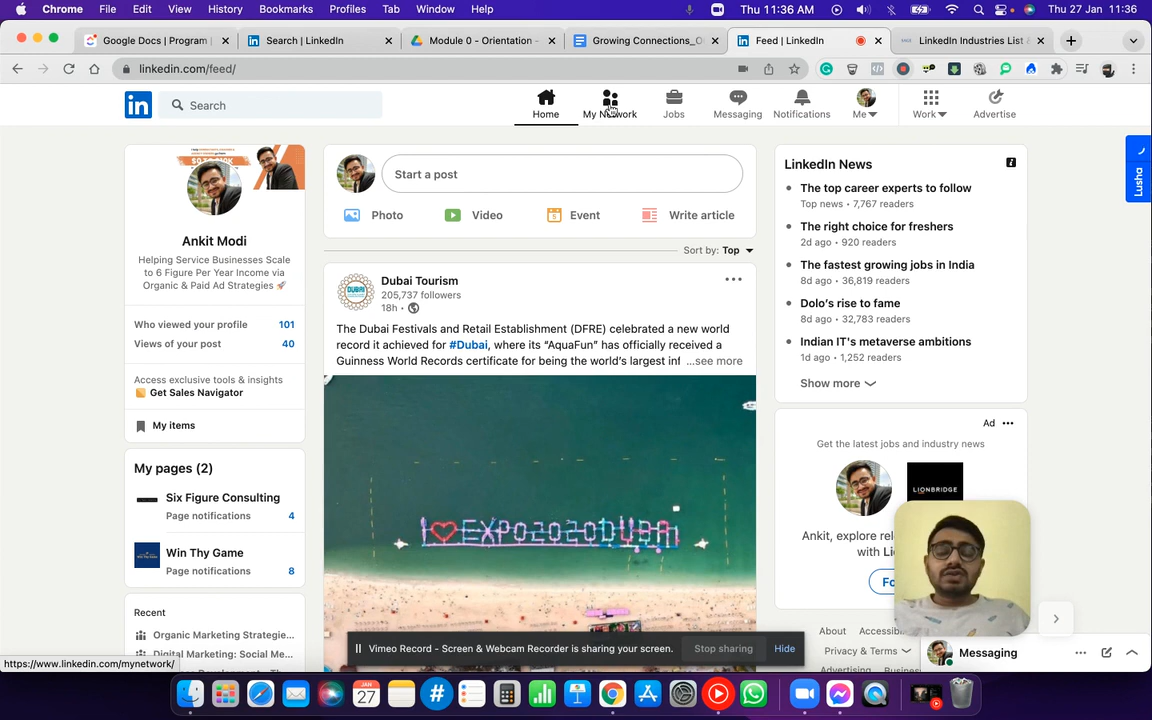 Chrome File Edit View History Bookmarks Profiles Tab Window Help
Thu 11:36 AM
Thu 27 Jan 11:36
Google Docs | Program
Search | LinkedIn
Module 0 - Orientation -
Growing Connections_O
Feed | LinkedIn
LinkedIn Industries List
linkedin.com/feed/
in
Search
Home
My Network
Jobs
Messaging
Notifications
Me
Work
Advertise
Lusha
Ankit Modi
Helping Service Businesses Scale
to 6 Figure Per Year Income via
Organic & Paid Ad Strategies 🚀
Who viewed your profile 101
Views of your post 40
Access exclusive tools & insights
Get Sales Navigator
My items
My pages (2)
Six Figure Consulting
Page notifications 4
Win Thy Game
Page notifications 8
Recent
Organic Marketing Strategie...
Digital Marketing: Social Me...
https://www.linkedin.com/mynetwork/
Start a post
Photo
Video
Event
Write article
Sort by: Top
DUBAI
Dubai Tourism
205,737 followers
18h •
The Dubai Festivals and Retail Establishment (DFRE) celebrated a new world
record it achieved for #Dubai, where its “AquaFun” has officially received a
Guinness World Records certificate for being the world’s largest inf ...see more
I ❤ EXPO2020DUBAI
Vimeo Record - Screen & Webcam Recorder is sharing your screen.
Stop sharing
Hide
LinkedIn News
The top career experts to follow
Top news • 7,767 readers
The right choice for freshers
2d ago • 920 readers
The fastest growing jobs in India
8d ago • 36,819 readers
Dolo’s rise to fame
8d ago • 32,783 readers
Indian IT's metaverse ambitions
1d ago • 1,252 readers
Show more
Ad
Get the latest jobs and industry news
LIONBRIDGE
Ankit, explore rel
with Li
Fo
About
Accessib
Privacy & Terms
Advertising
Busines
Messaging
JAN
27